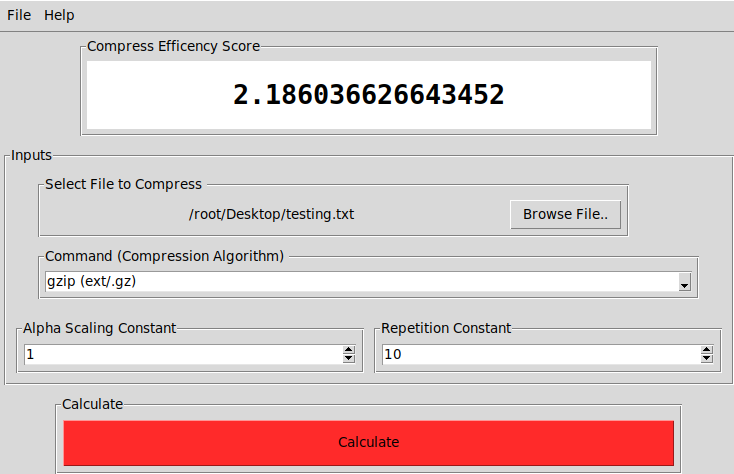 File Help
Compress Efficency Score
2.186036626643452
Inputs
Select File to Compress
/root/Desktop/testing.txt Browse File..
Command (Compression Algorithm)
gzip (ext/.gz)
Alpha Scaling Constant Repetition Constant
1 10
Calculate
Calculate